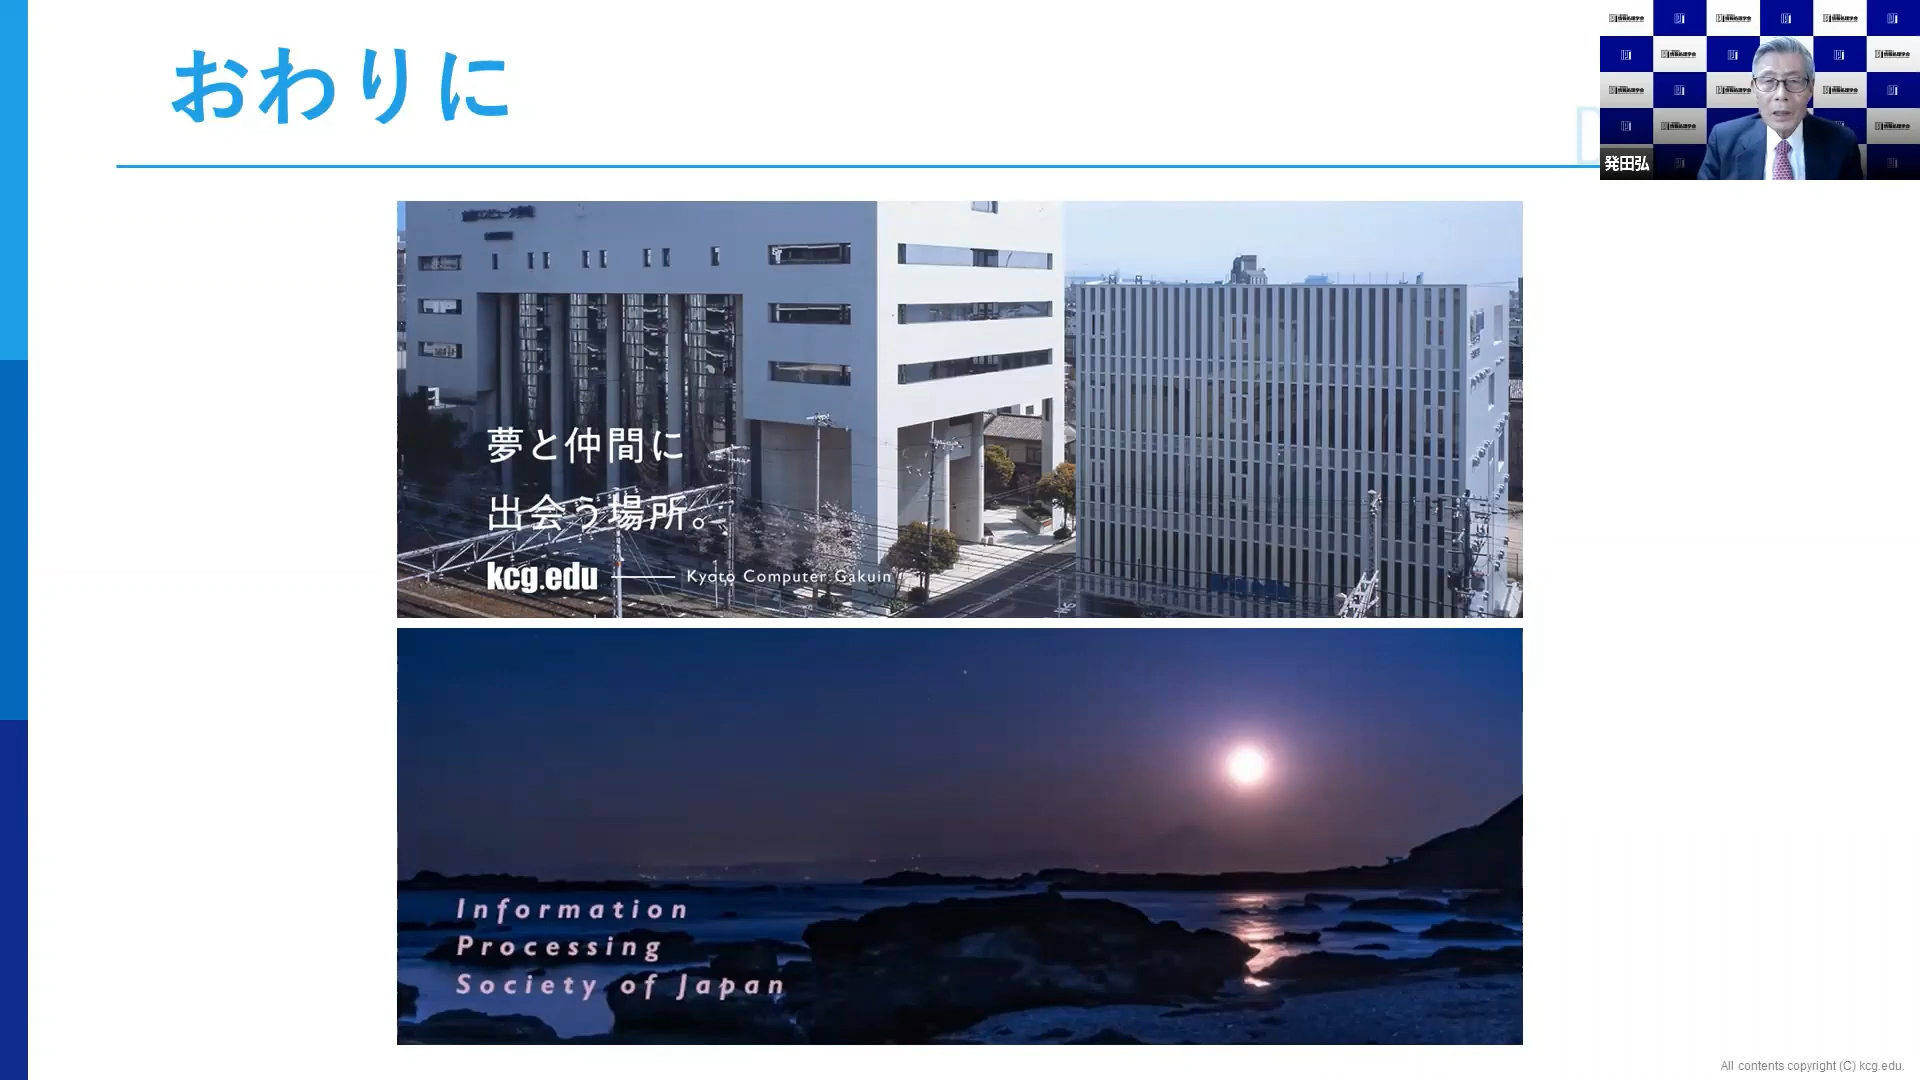 おわりに
発田弘
夢と仲間に
出会う場所。
kcg.edu
Kyoto Computer Gakuin
Information
Processing
Society of Japan
All contents copyright (C) kcg.edu.